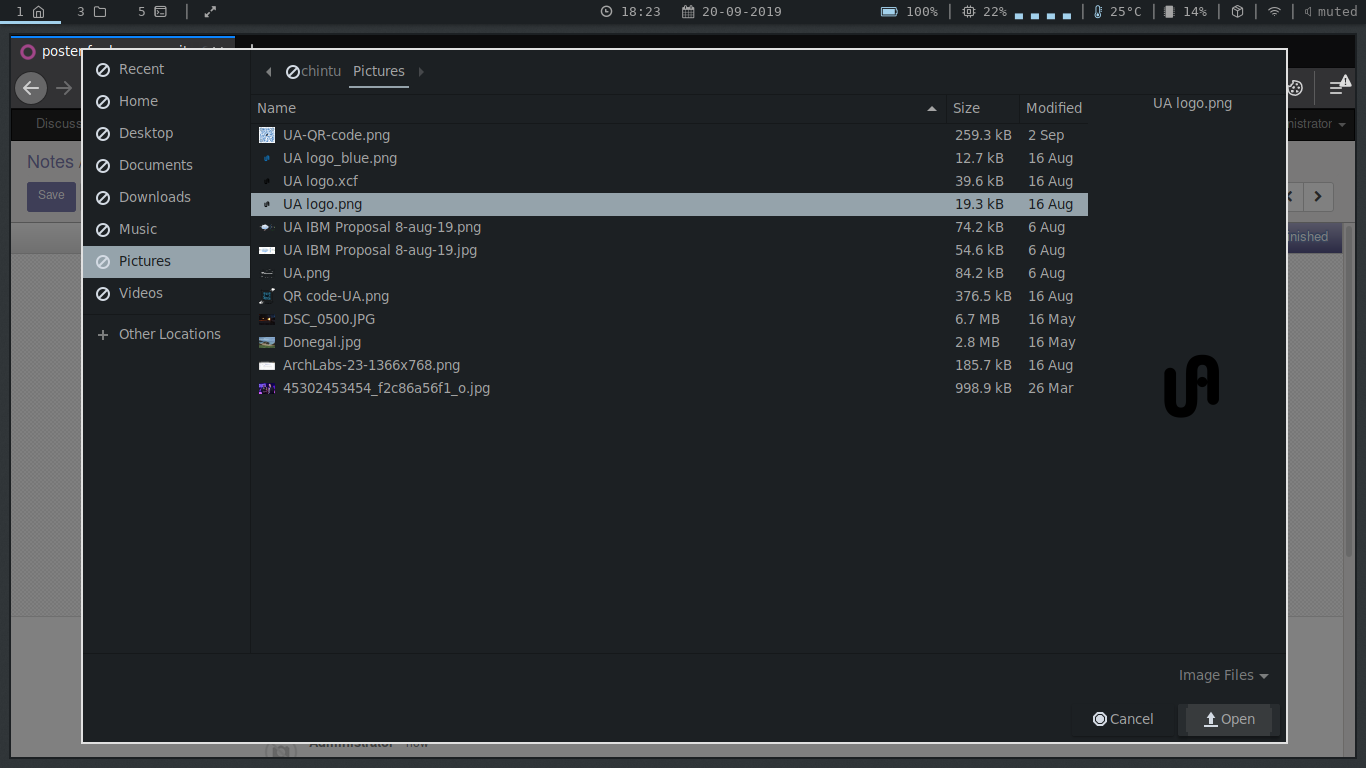 1 3 5 18:23 20-09-2019 100% 22% 25°C 14% muted
poster
Discuss
nistrator
Notes
Save
inished
Recent
Home
Desktop
Documents
Downloads
Music
Pictures
Videos
Other Locations
chintu Pictures
Name Size Modified
UA-QR-code.png 259.3 kB 2 Sep
UA logo_blue.png 12.7 kB 16 Aug
UA logo.xcf 39.6 kB 16 Aug
UA logo.png 19.3 kB 16 Aug
UA IBM Proposal 8-aug-19.png 74.2 kB 6 Aug
UA IBM Proposal 8-aug-19.jpg 54.6 kB 6 Aug
UA.png 84.2 kB 6 Aug
QR code-UA.png 376.5 kB 16 Aug
DSC_0500.JPG 6.7 MB 16 May
Donegal.jpg 2.8 MB 16 May
ArchLabs-23-1366x768.png 185.7 kB 16 Aug
45302453454_f2c86a56f1_o.jpg 998.9 kB 26 Mar
UA logo.png
UA
Image Files
Cancel Open
Administrator now